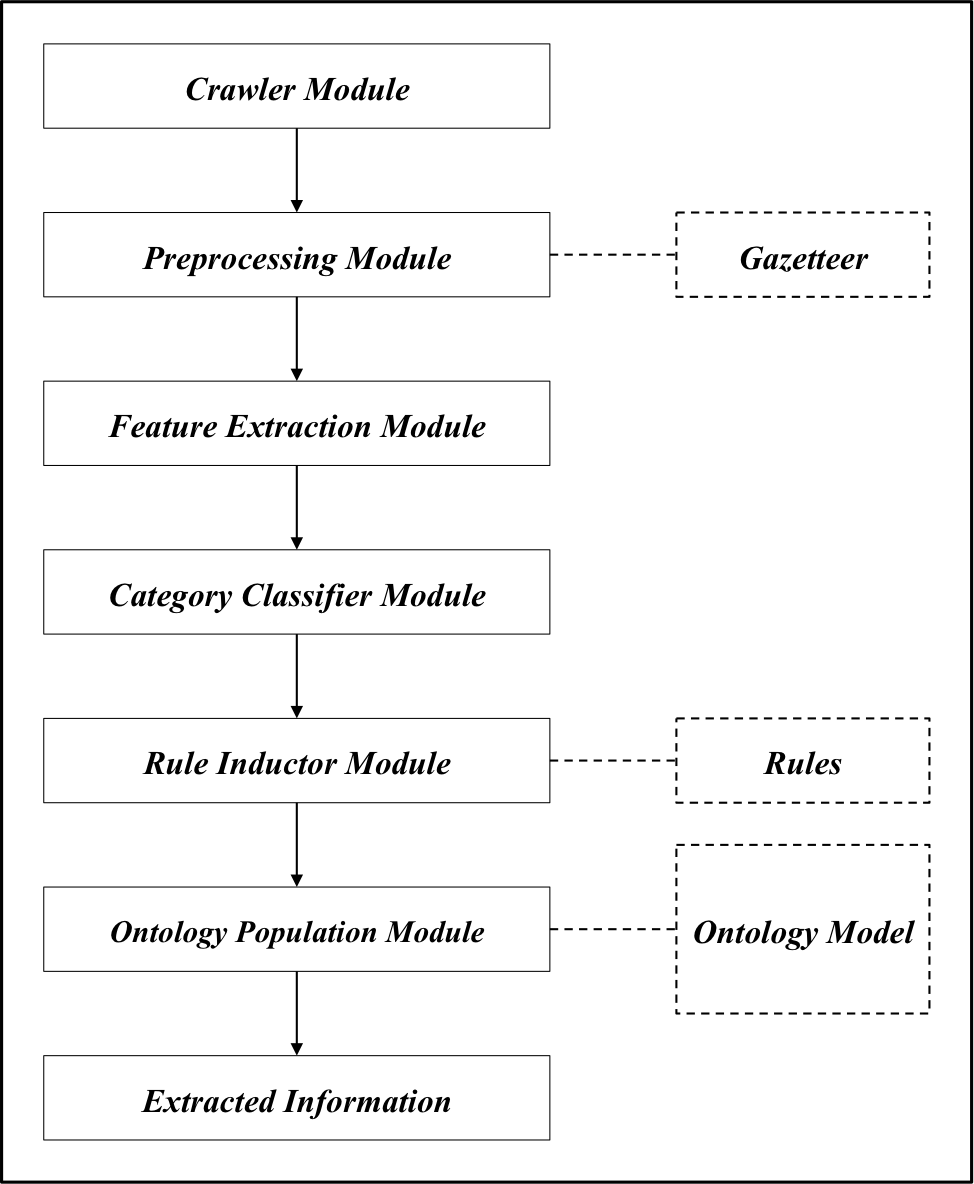 Crawler Module
Preprocessing Module
Gazetteer
Feature Extraction Module
Category Classifier Module
Rule Inductor Module
Rules
Ontology Population Module
Ontology Model
Extracted Information